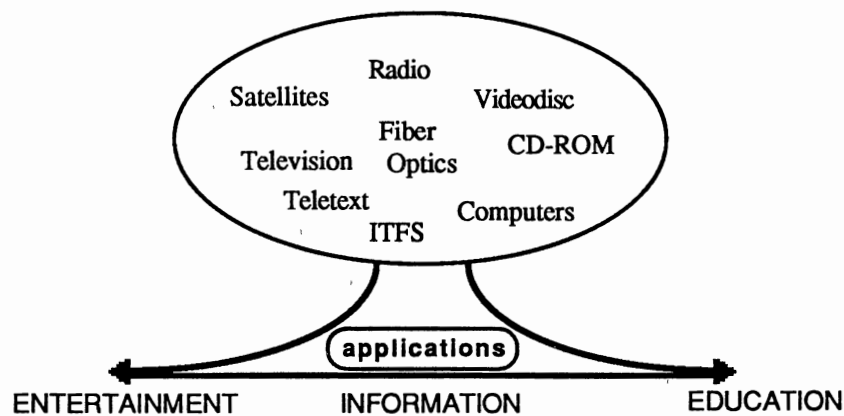 Radio
Satellites
Videodisc
Fiber
Optics
CD-ROM
Television
Teletext
Computers
ITFS
applications
ENTERTAINMENT INFORMATION EDUCATION